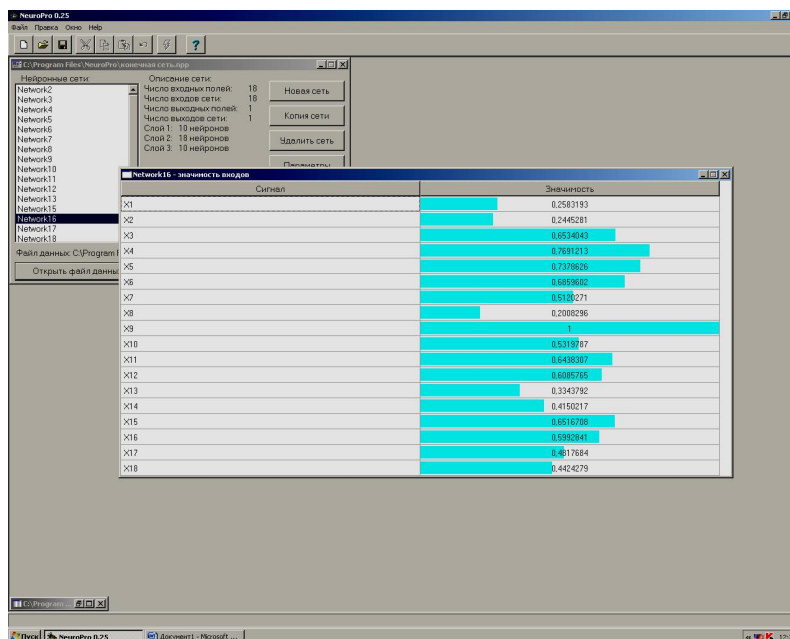 NeuroPro 0.25
Файл Правка Окно Help
C:\Program Files\NeuroPro\конечная сеть.npp
Нейронные сети:
Network2
Network3
Network4
Network5
Network6
Network7
Network8
Network9
Network10
Network11
Network12
Network13
Network15
Network16
Network17
Network18
Описание сети:
Число входных полей: 18
Число входов сети: 18
Число выходных полей: 1
Число выходов сети: 1
Слой 1: 10 нейронов
Слой 2: 18 нейронов
Слой 3: 10 нейронов
Новая сеть
Копия сети
Удалить сеть
Параметры
Файл данных: C:\Program
Открыть файл данны
Network16 - значимость входов
Сигнал Значимость
X1 0,2583193
X2 0,2445281
X3 0,6534043
X4 0,7691213
X5 0,7378626
X6 0,6859602
X7 0,5120271
X8 0,2008296
X9 1
X10 0,5319787
X11 0,6438307
X12 0,6085765
X13 0,3343792
X14 0,4150217
X15 0,6516708
X16 0,5992841
X17 0,4817684
X18 0,4424279
C:\Program...
Пуск NeuroPro 0.25 Документ1 - Microsoft ...